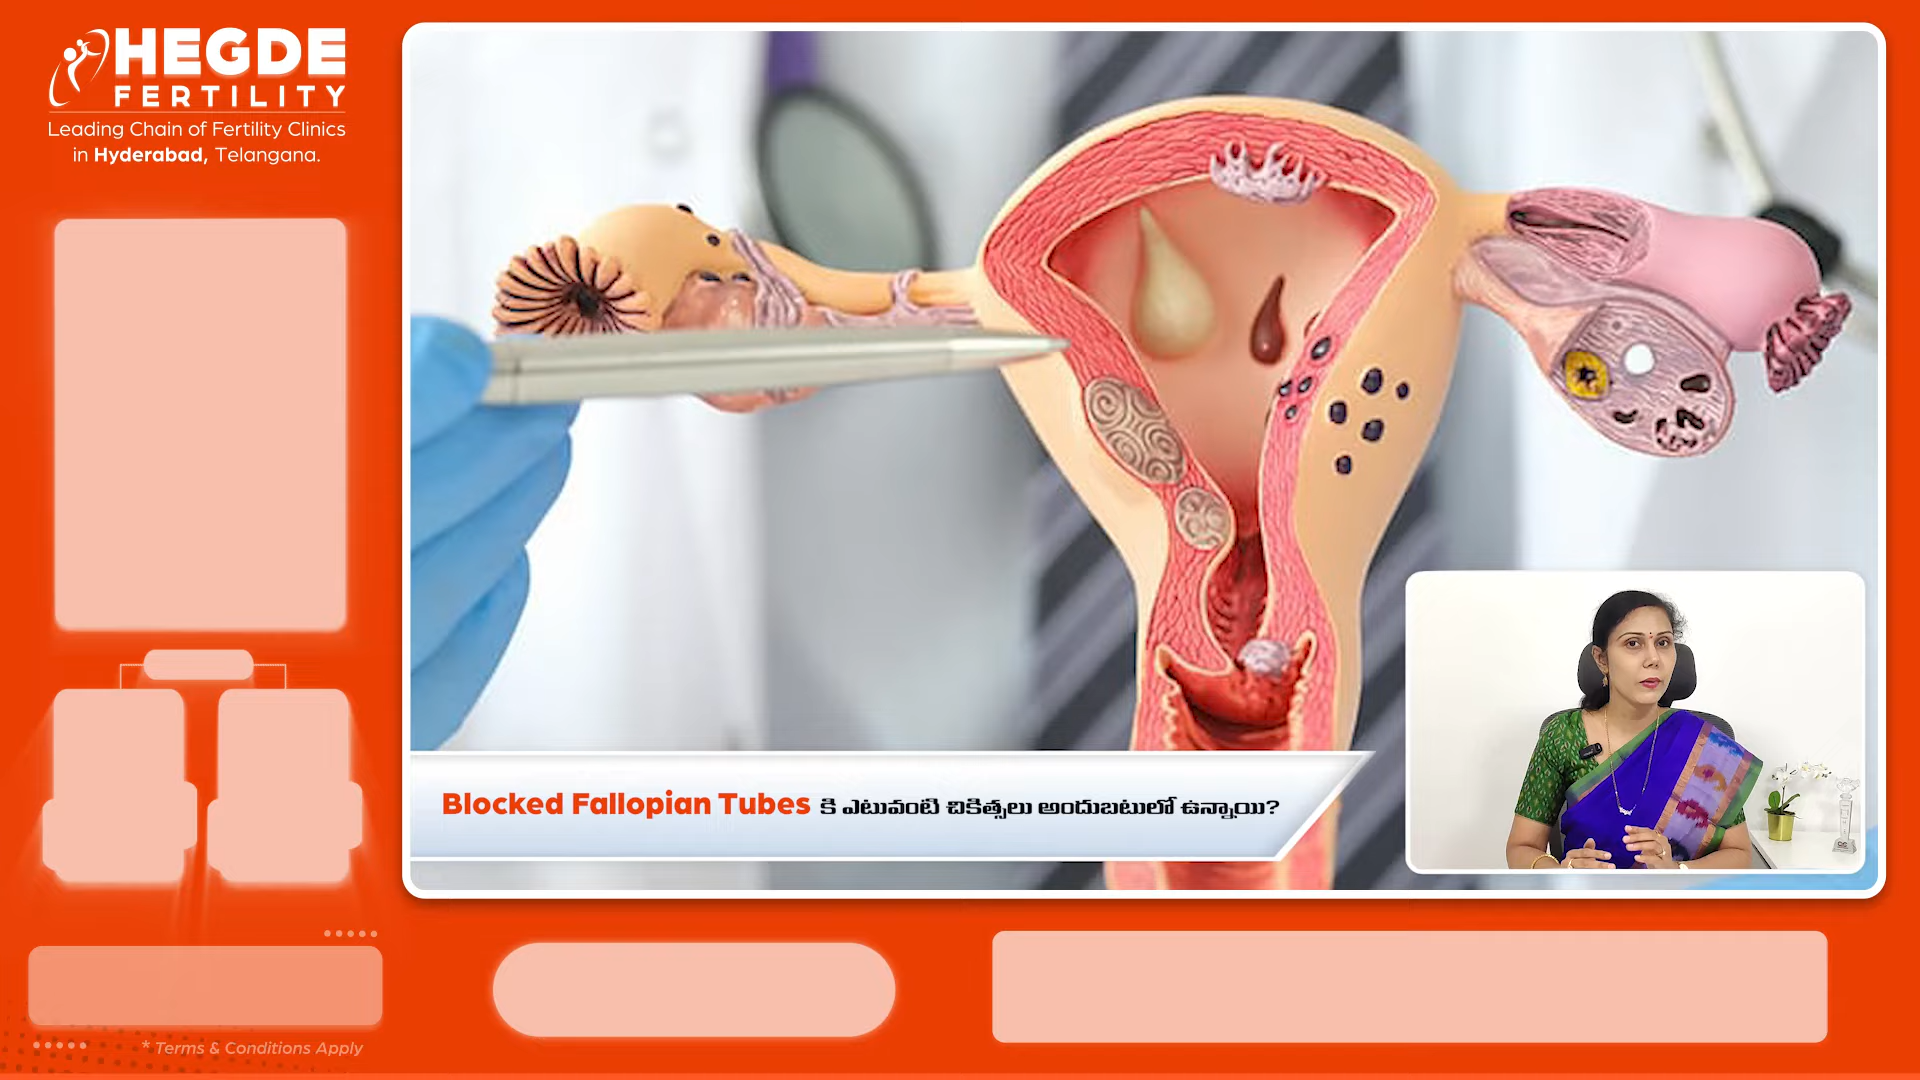 HEGDE
FERTILITY
Leading Chain of Fertility Clinics
in Hyderabad, Telangana.
Blocked Fallopian Tubes కి ఎటువంటి చికిత్సలు అందుబటులో ఉన్నాయి?
* Terms & Conditions Apply